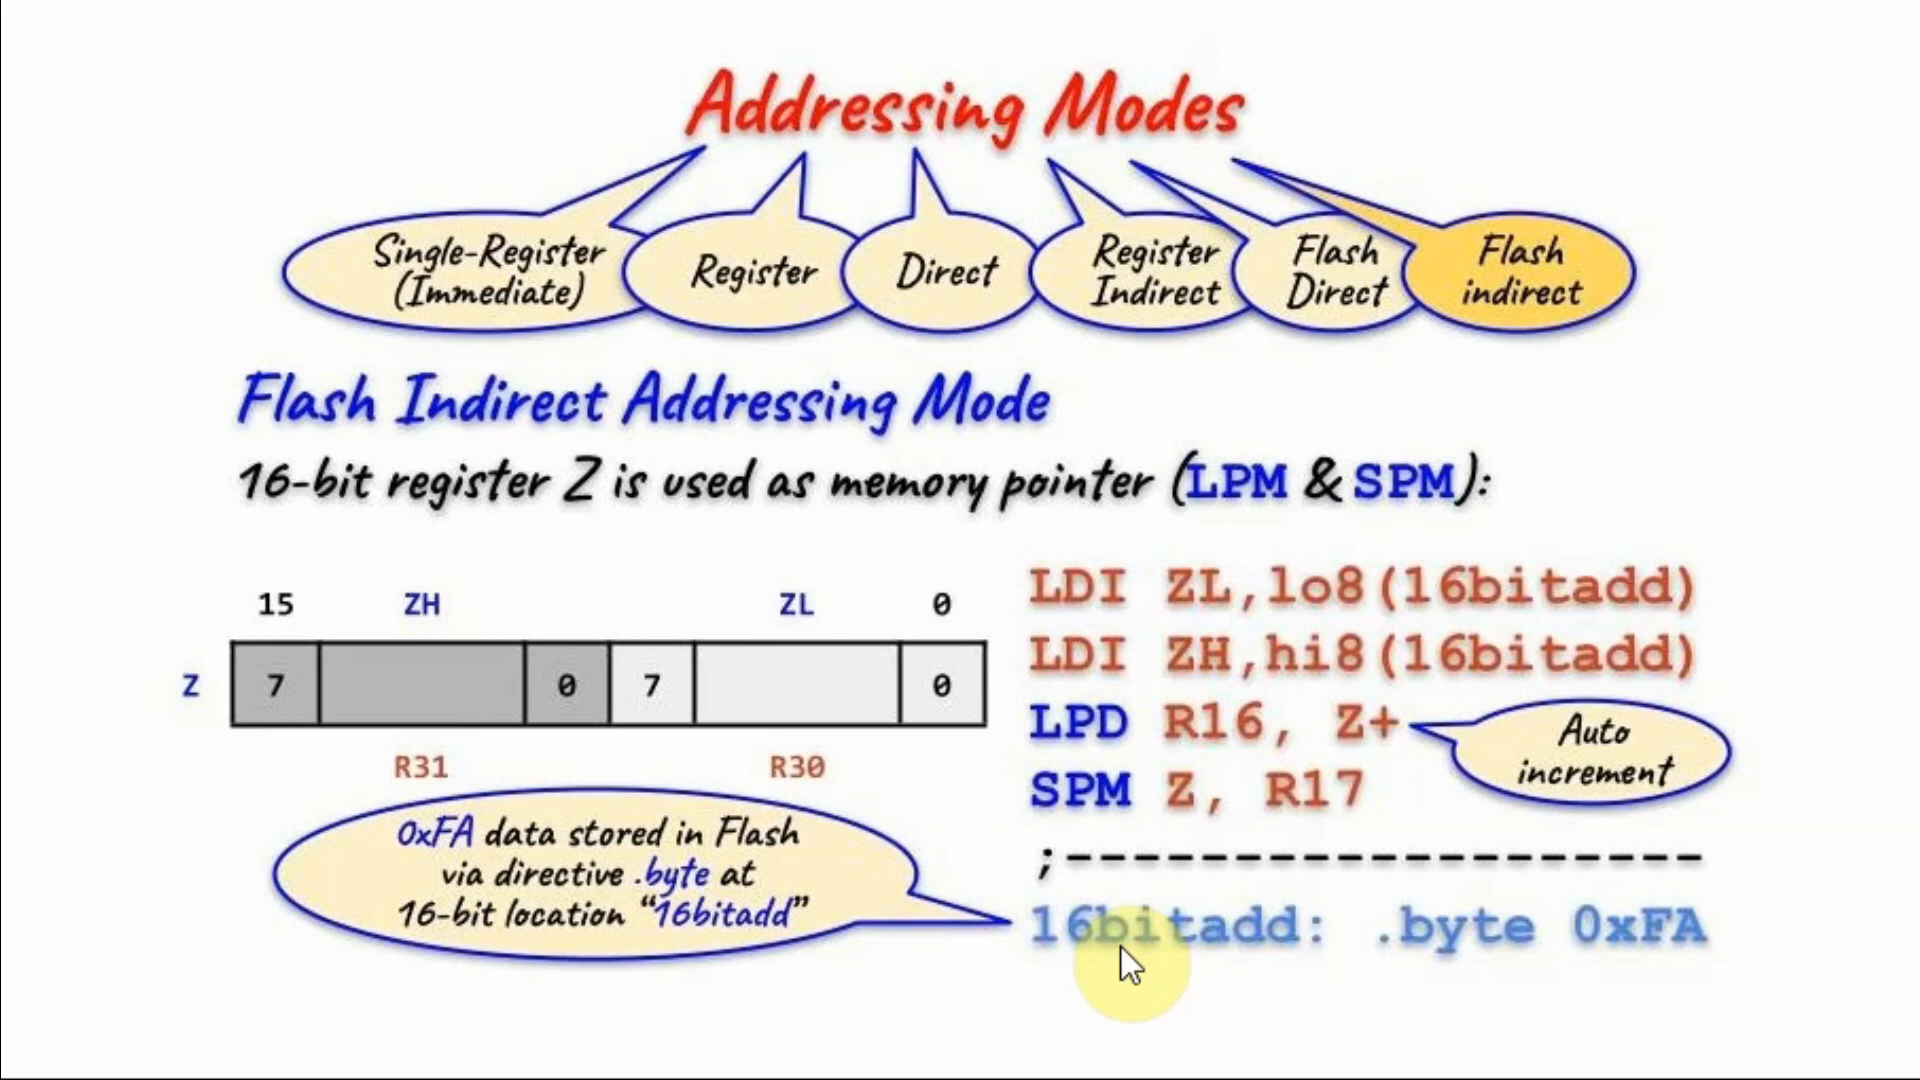 Addressing Modes
Single-Register
(Immediate)
Register
Direct
Register
Indirect
Flash
Direct
Flash
indirect
Flash Indirect Addressing Mode
16-bit register Z is used as memory pointer (LPM & SPM):
15 ZH ZL 0
Z 7 0 7 0
R31 R30
0xFA data stored in Flash
via directive .byte at
16-bit location “16bitadd”
LDI ZL,lo8(16bitadd)
LDI ZH,hi8(16bitadd)
LPD R16, Z+
Auto
increment
SPM Z, R17
;-------------------
16bitadd: .byte 0xFA